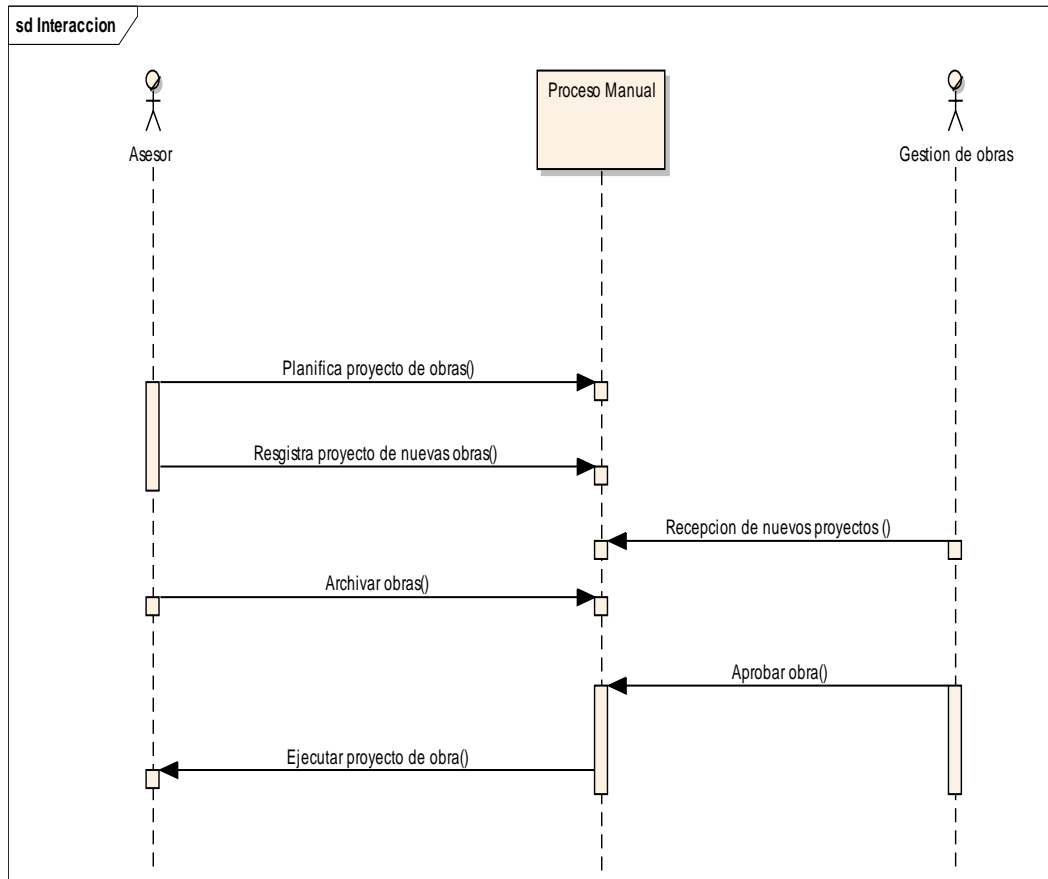 sd Interaccion
Asesor
Proceso Manual
Gestion de obras
Planifica proyecto de obras()
Resgistra proyecto de nuevas obras()
Recepcion de nuevos proyectos ()
Archivar obras()
Aprobar obra()
Ejecutar proyecto de obra()